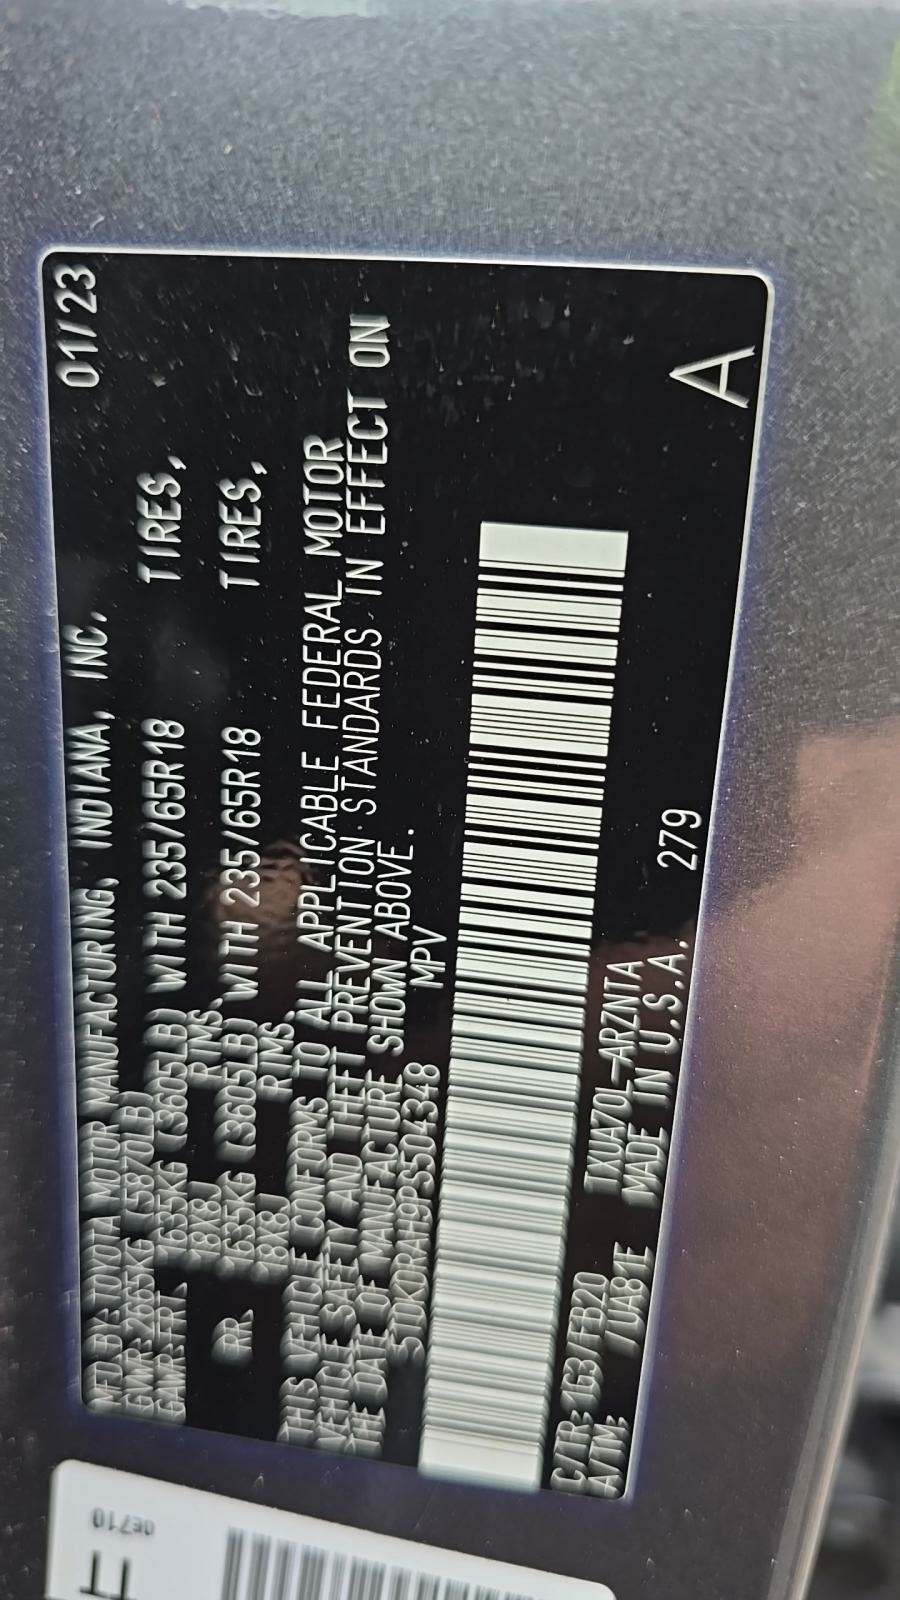 MFD BY: TOYOTA MOTOR MANUFACTURING, INDIANA, INC. 01/23
GVWR: 2665KG (5870LB)
GAWR: FRT. 1635KG (3605LB) WITH 235/65R18 TIRES,
18X8J RIMS,
RR. 1635KG (3605LB) WITH 235/65R18 TIRES,
18X8J RIMS,
THIS VEHICLE CONFORMS TO ALL APPLICABLE FEDERAL MOTOR
VEHICLE SAFETY AND THEFT PREVENTION STANDARDS IN EFFECT ON
THE DATE OF MANUFACTURE SHOWN ABOVE.
MPV
C/TR: 1G3/FB20
A/TM: /UA81E MADE IN U.S.A. 279
A
0E710